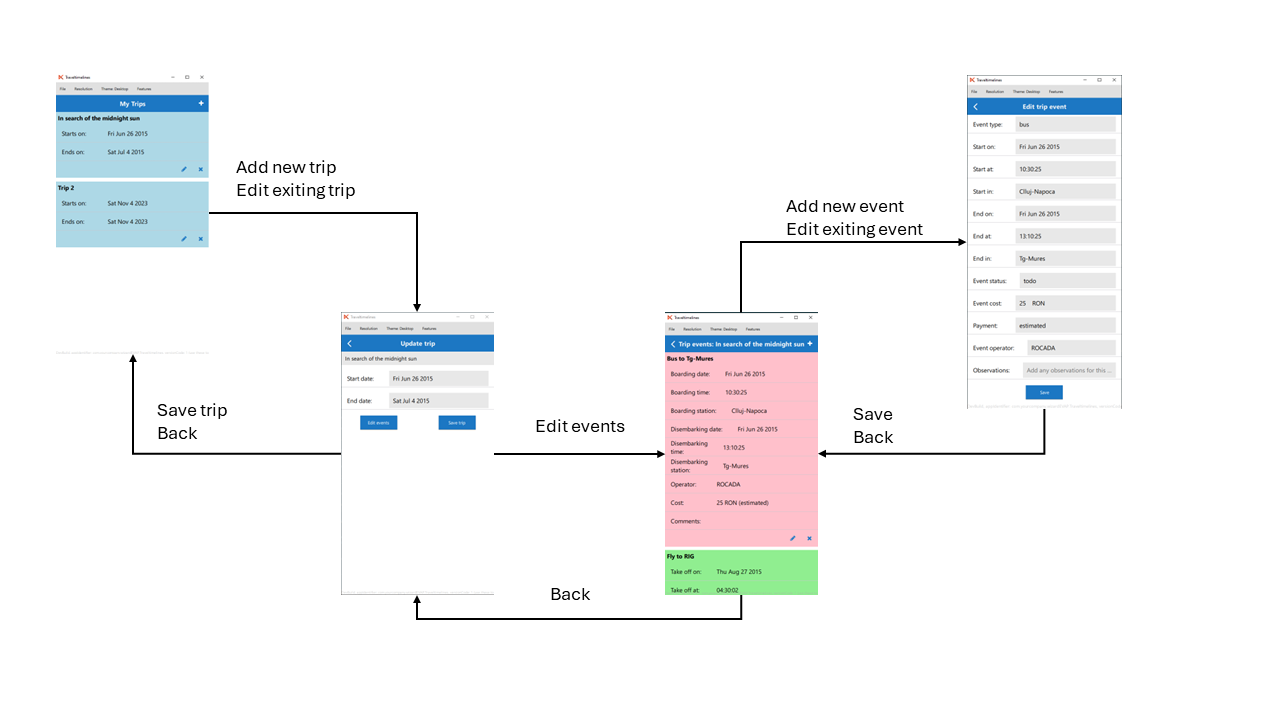 Traveltimelines
File Resolution Theme: Desktop Features
My Trips +
In search of the midnight sun
Starts on: Fri Jun 26 2015
Ends on: Sat Jul 4 2015
Trip 2
Starts on: Sat Nov 4 2023
Ends on: Sat Nov 4 2023
Add new trip
Edit exiting trip
Save trip
Back
Traveltimelines
File Resolution Theme: Desktop Features
Update trip
In search of the midnight sun
Start date: Fri Jun 26 2015
End date: Sat Jul 4 2015
Edit events Save trip
Edit events
Back
Traveltimelines
File Resolution Theme: Desktop Features
Trip events: In search of the midnight sun +
Bus to Tg-Mures
Boarding date: Fri Jun 26 2015
Boarding time: 10:30:25
Boarding station: Clluj-Napoca
Disembarking date: Fri Jun 26 2015
Disembarking
time: 13:10:25
Disembarking
station: Tg-Mures
Operator: ROCADA
Cost: 25 RON (estimated)
Comments:
Fly to RIG
Take off on: Thu Aug 27 2015
Take off at: 04:30:02
Add new event
Edit exiting event
Save
Back
Traveltimelines
File Resolution Theme: Desktop Features
Edit trip event
Event type: bus
Start on: Fri Jun 26 2015
Start at: 10:30:25
Start in: Clluj-Napoca
End on: Fri Jun 26 2015
End at: 13:10:25
End in: Tg-Mures
Event status: todo
Event cost: 25 RON
Payment: estimated
Event operator: ROCADA
Observations: Add any observations for this ...
Save